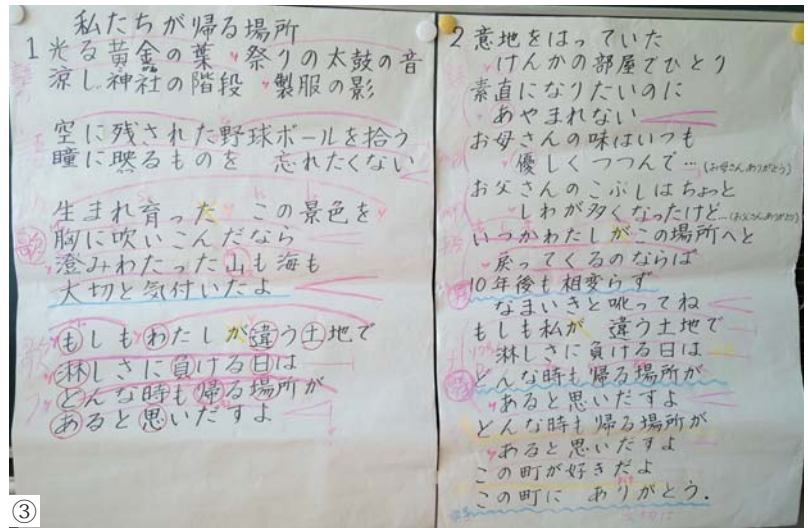 私たちが帰る場所
1 光る黄金の葉 祭りの太鼓の音
涼し神社の階段 製服の影
空に残された野球ボールを拾う
瞳に映るものを 忘れたくない
生まれ育った この景色を
胸に吹いこんだなら
澄みわたった山も海も
大切と気付いたよ
もしもわたしが違う土地で
淋しさに負ける日は
どんな時も帰る場所が
あると思いだすよ
③
2 意地をはっていた
けんかの部屋でひとり
素直になりたいのに
あやまれない
お母さんの味はいつも
優しくつつんで…(お母さんありがとう)
お父さんのこぶしはちょっと
しわが多くなったけど…(お父さんありがとう)
いつかわたしがこの場所へと
戻ってくるのならば
10年後も相変らず
なまいきと叱ってね
もしも私が 違う土地で
淋しさに負ける日は
どんな時も帰る場所が
あると思いだすよ
どんな時も帰る場所が
あると思いだすよ
この町が好きだよ
この町に ありがとう.